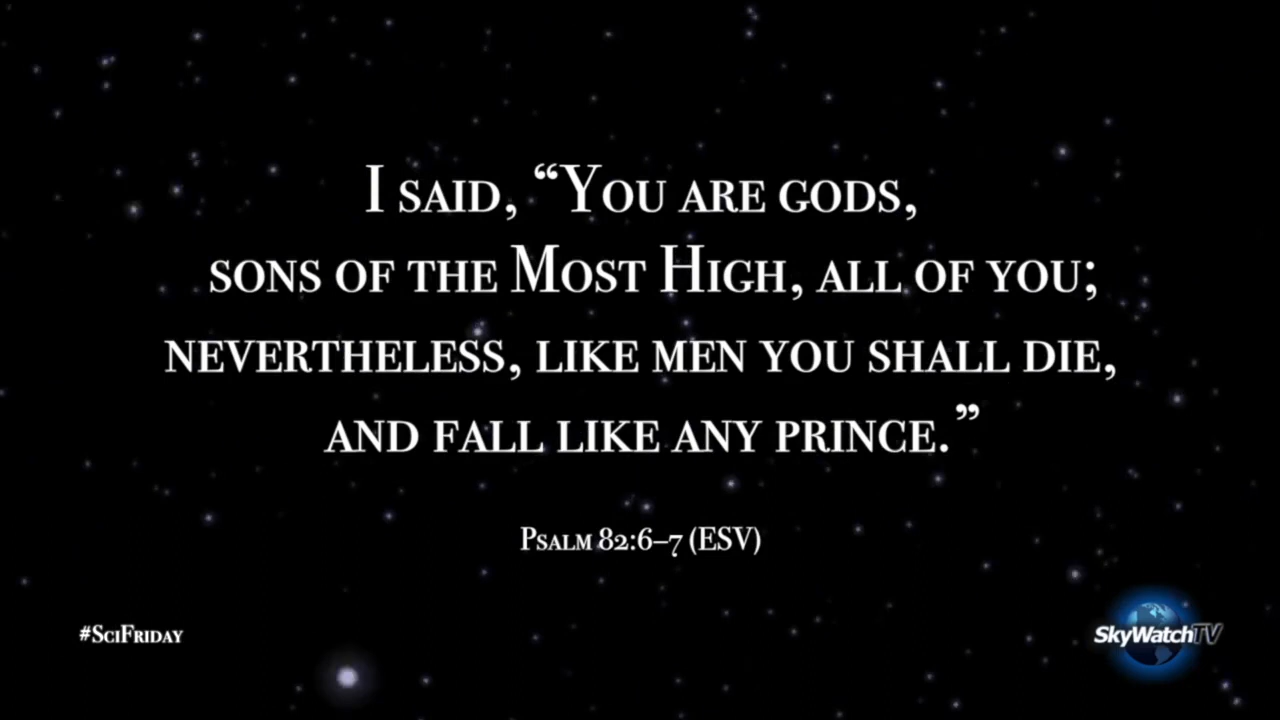 I said, “You are gods,
sons of the Most High, all of you;
nevertheless, like men you shall die,
and fall like any prince.”
Psalm 82:6–7 (ESV)
#SciFriday
SkyWatchTV